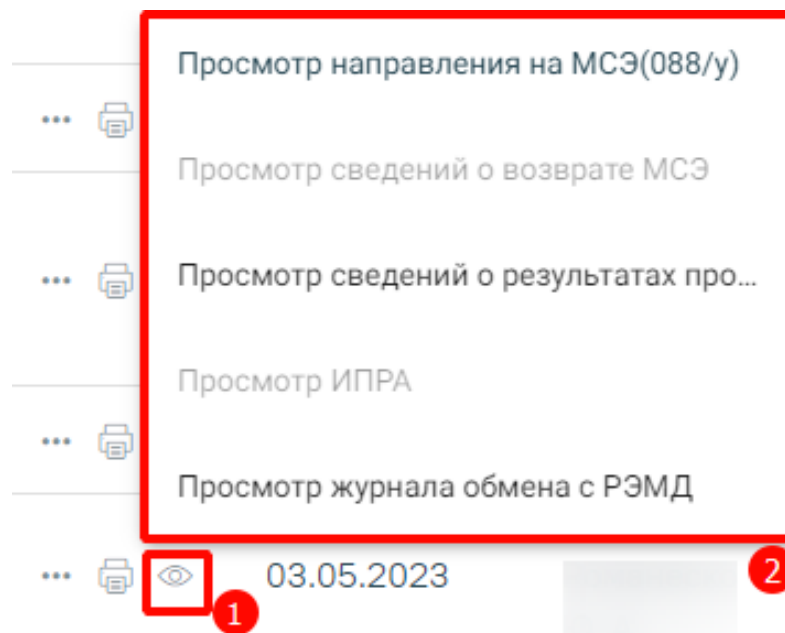 Просмотр направления на МСЭ(088/у)
Просмотр сведений о возврате МСЭ
Просмотр сведений о результатах про...
Просмотр ИПРА
Просмотр журнала обмена с РЭМД
03.05.2023
2
1